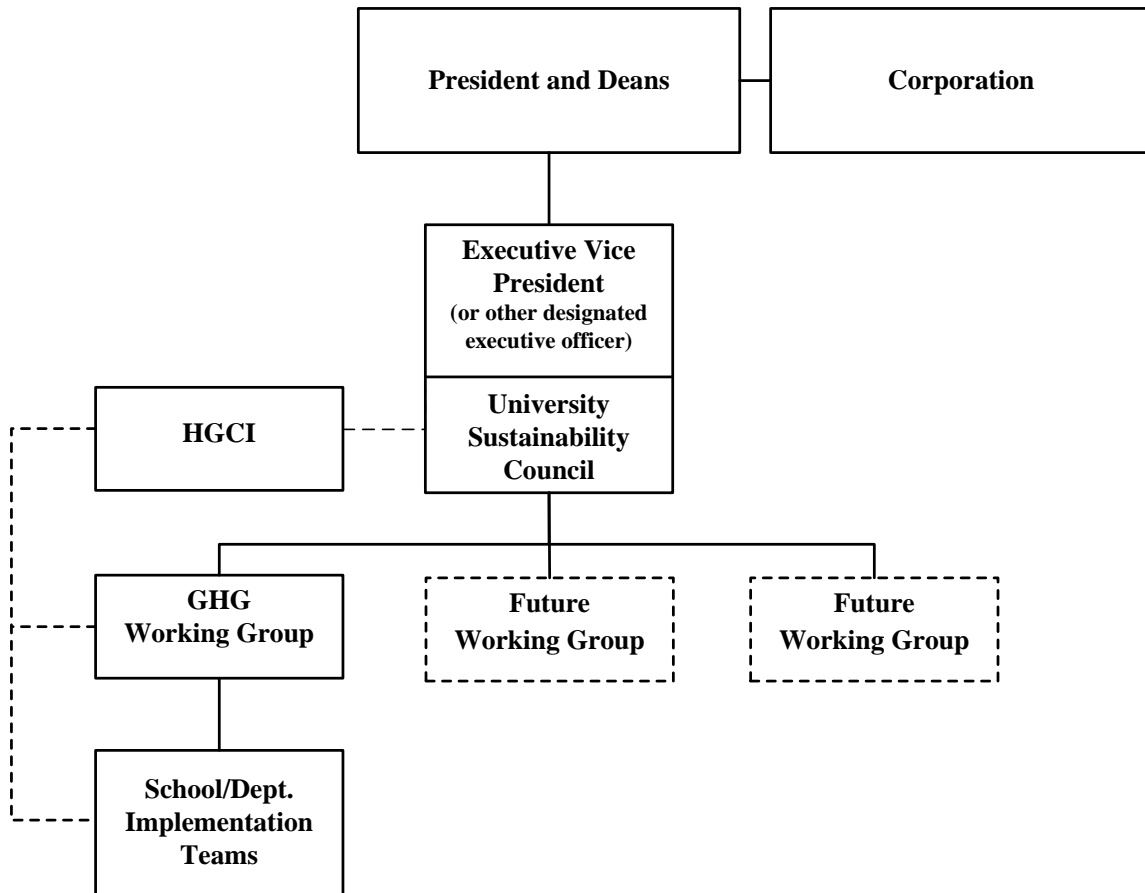 President and Deans
Corporation
Executive Vice
President
(or other designated
executive officer)
University
Sustainability
Council
HGCI
GHG
Working Group
Future
Working Group
Future
Working Group
School/Dept.
Implementation
Teams